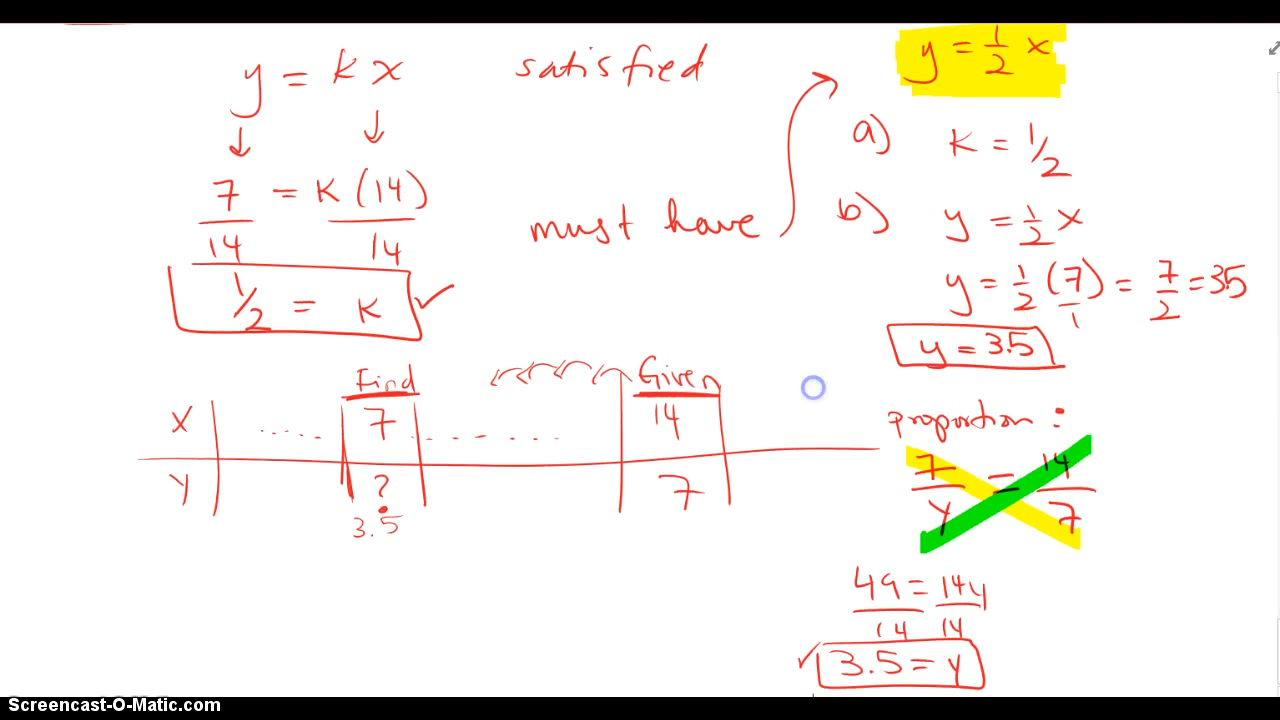 y = kx satisfied
7 = k(14)
14 14
1/2 = k ✓
must have
y = 1/2 x
a) k = 1/2
b) y = 1/2 x
y = 1/2 (7) = 7/2 = 3.5
1
y = 3.5
Find Given
X ..... 7 ...... 14
Y ? 7
3.5
proportion :
7/y = 14/7
49 = 14y
14 14
✓ 3.5 = y
Screencast-O-Matic.com